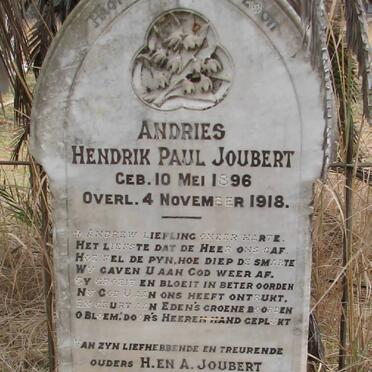 ANDRIES
HENDRIK PAUL JOUBERT
GEB. 10 MEI 1896
OVERL. 4 NOVEMBER 1918.
ANDREW LIEFLING ONZER HARTE.
HET LIEFSTE DAT DE HEER ONS GAF.
HOE FEL DE PYN, HOE DIEP DE SMARTE
WY GAVEN U AAN GOD WEER AF.
GY GROEIT EN BLOEIT IN BETER OORDEN
ONS HEEFT ONTRUKT.
EDEN'S GROENE BOORDEN
O BLOEM, DOOR'S HEEREN HAND GEPLUKT
VAN ZYN LIEFHEBBENDE EN TREURENDE
OUDERS H. EN A. JOUBERT